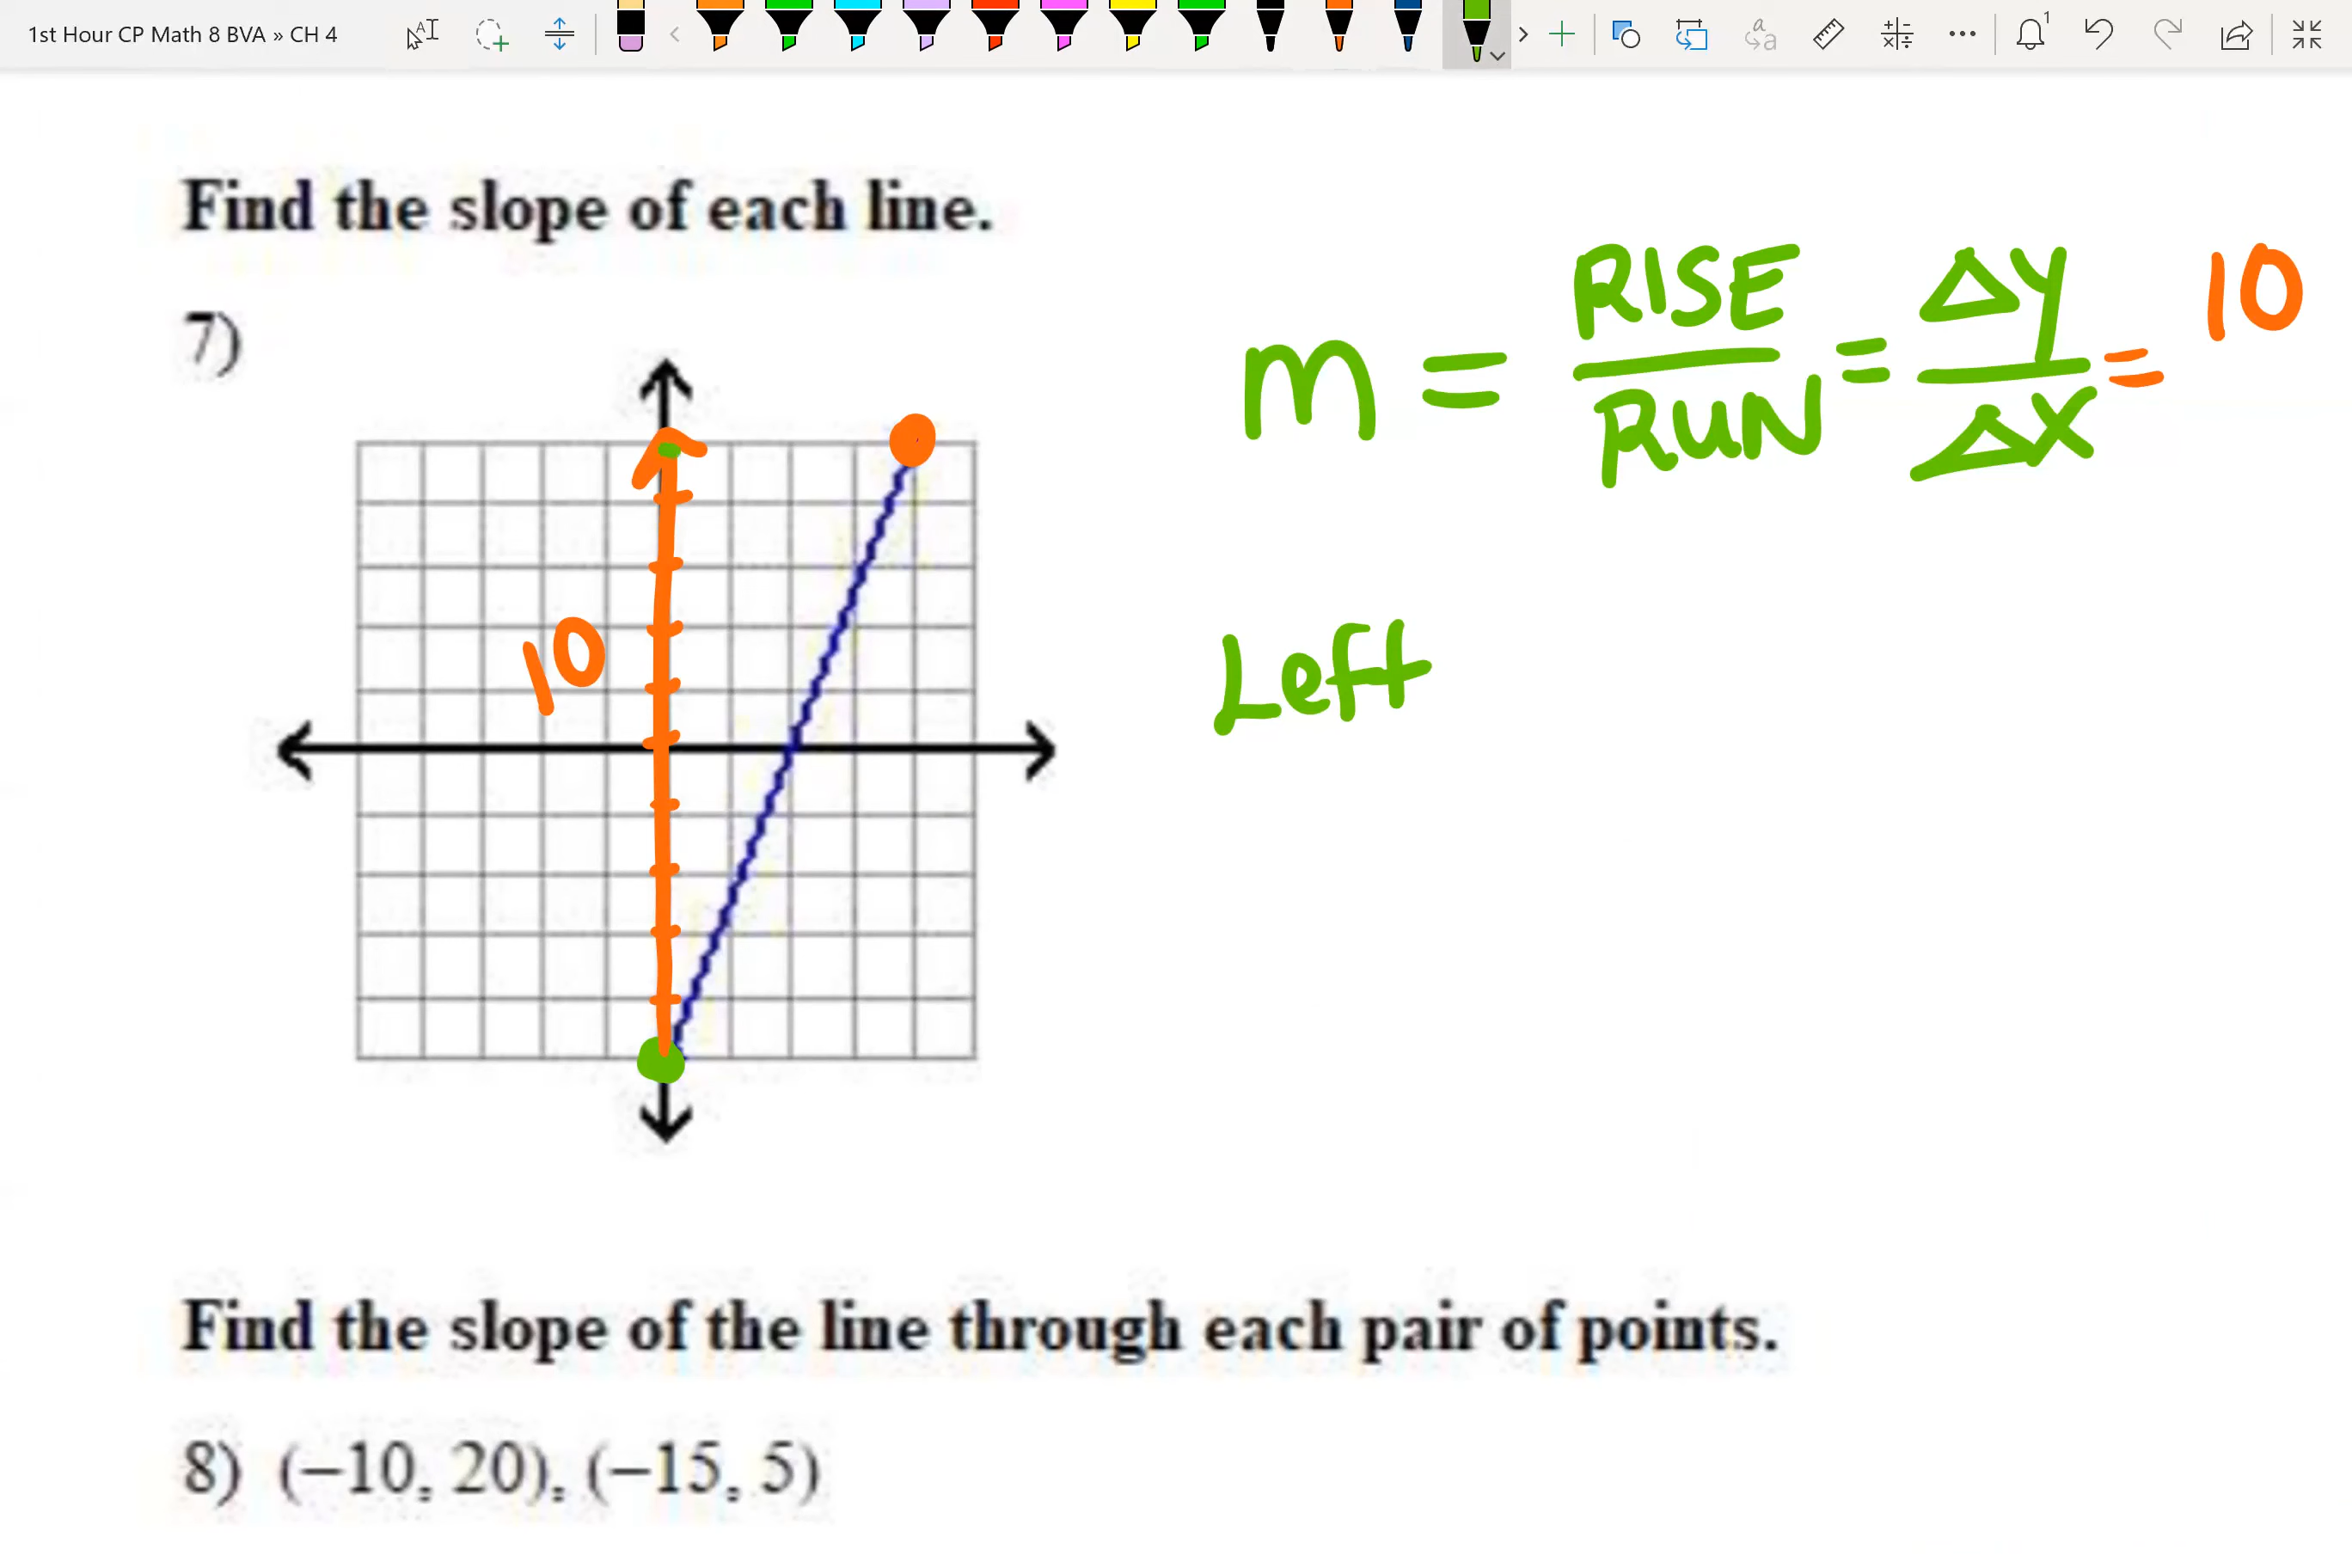 1st Hour CP Math 8 BVA » CH 4
Find the slope of each line.
7)
m = RISE/RUN = ΔY/ΔX = 10
10
Left
Find the slope of the line through each pair of points.
8) (−10, 20), (−15, 5)